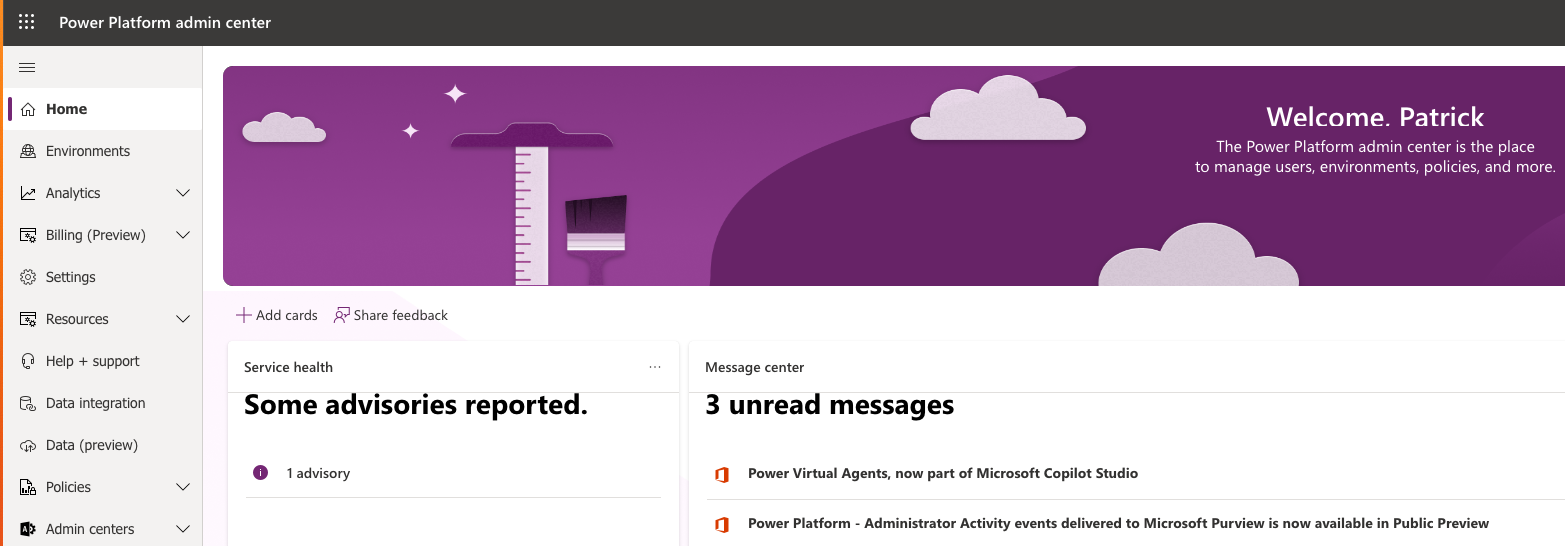 Power Platform admin center
Home
Environments
Analytics
Billing (Preview)
Settings
Resources
Help + support
Data integration
Data (preview)
Policies
Admin centers
Welcome, Patrick
The Power Platform admin center is the place
to manage users, environments, policies, and more.
Add cards
Share feedback
Service health
Some advisories reported.
1 advisory
Message center
3 unread messages
Power Virtual Agents, now part of Microsoft Copilot Studio
Power Platform - Administrator Activity events delivered to Microsoft Purview is now available in Public Preview